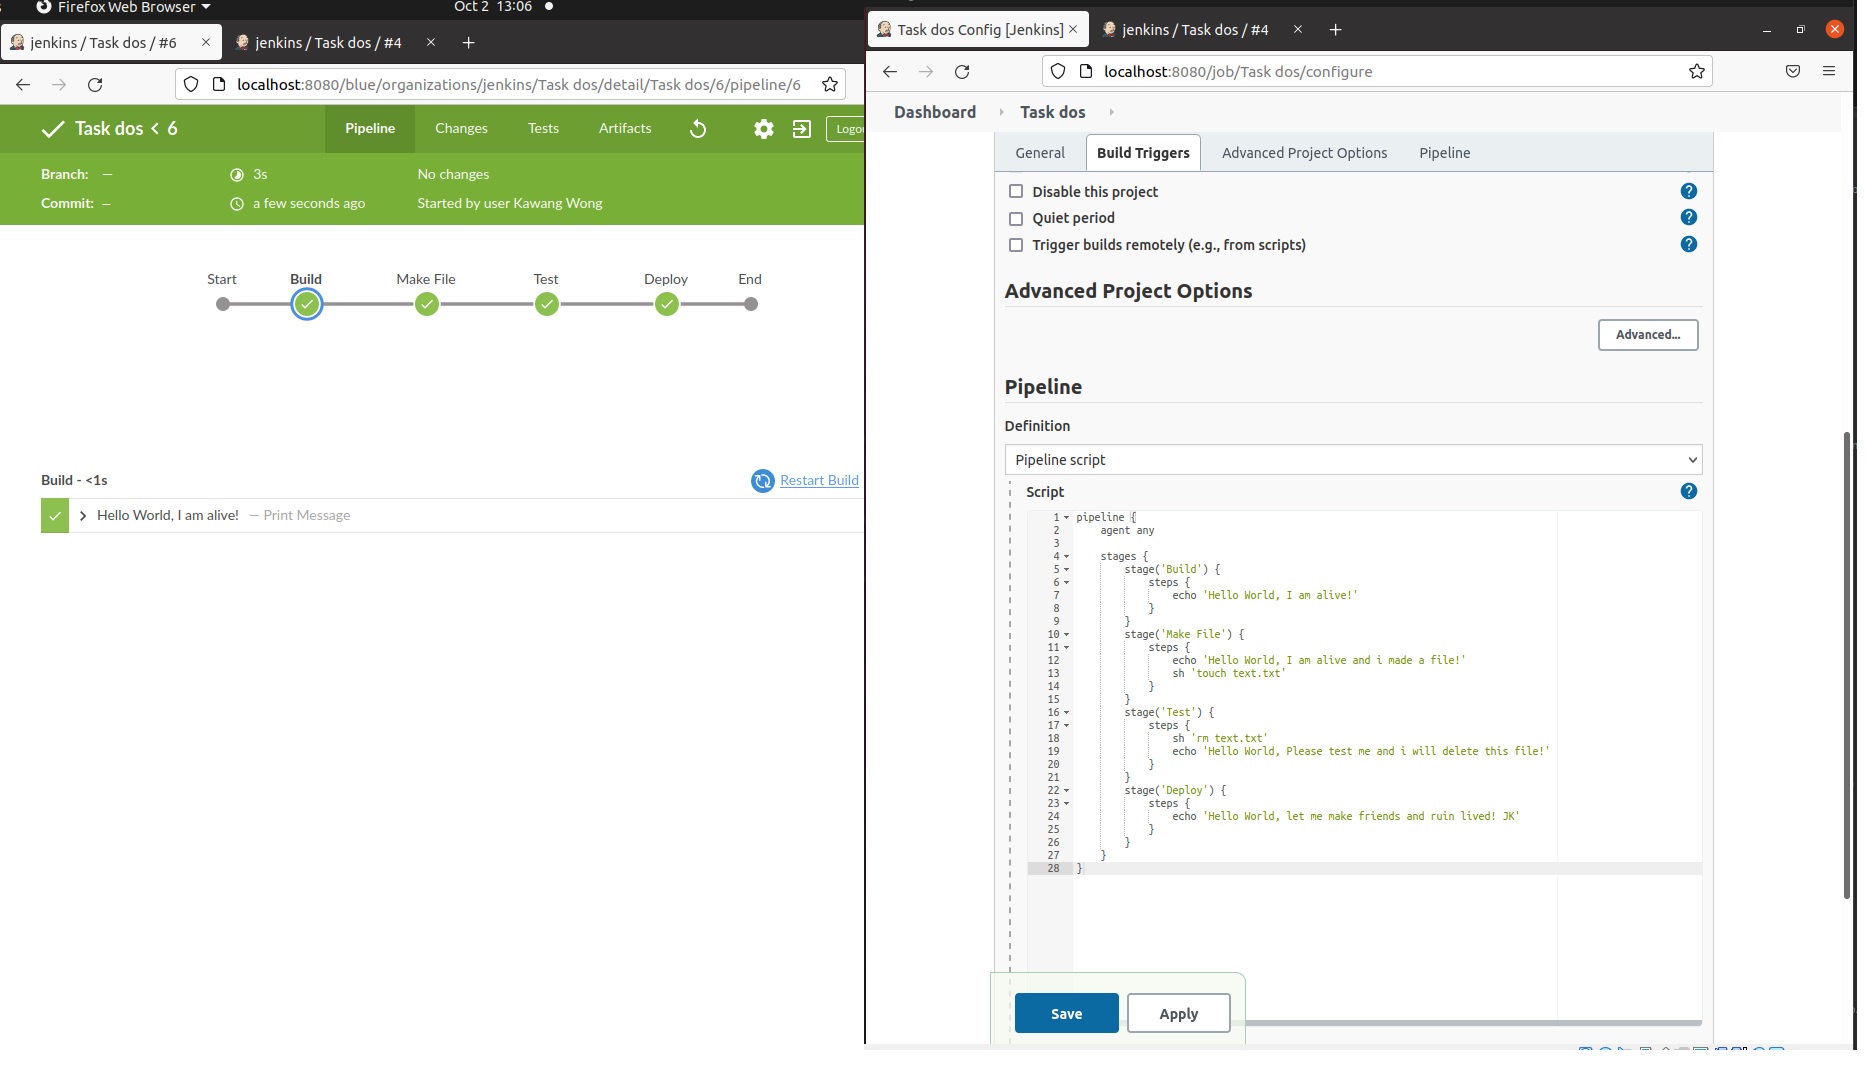 Firefox Web Browser
Oct 2 13:06
jenkins / Task dos / #6
jenkins / Task dos / #4
localhost:8080/blue/organizations/jenkins/Task dos/detail/Task dos/6/pipeline/6
Task dos < 6
Pipeline
Changes
Tests
Artifacts
Branch: —
3s
No changes
Commit: —
a few seconds ago
Started by user Kawang Wong
Start
Build
Make File
Test
Deploy
End
Build - <1s
Restart Build
Hello World, I am alive! — Print Message
Task dos Config [Jenkins]
jenkins / Task dos / #4
localhost:8080/job/Task dos/configure
Dashboard
Task dos
General
Build Triggers
Advanced Project Options
Pipeline
Disable this project
Quiet period
Trigger builds remotely (e.g., from scripts)
Advanced Project Options
Advanced...
Pipeline
Definition
Pipeline script
Script
1 pipeline {
2 agent any
3
4 stages {
5 stage('Build') {
6 steps {
7 echo 'Hello World, I am alive!'
8 }
9 }
10 stage('Make File') {
11 steps {
12 echo 'Hello World, I am alive and i made a file!'
13 sh 'touch text.txt'
14 }
15 }
16 stage('Test') {
17 steps {
18 sh 'rm text.txt'
19 echo 'Hello World, Please test me and i will delete this file!'
20 }
21 }
22 stage('Deploy') {
23 steps {
24 echo 'Hello World, let me make friends and ruin lived! JK'
25 }
26 }
27 }
28 }
Save
Apply